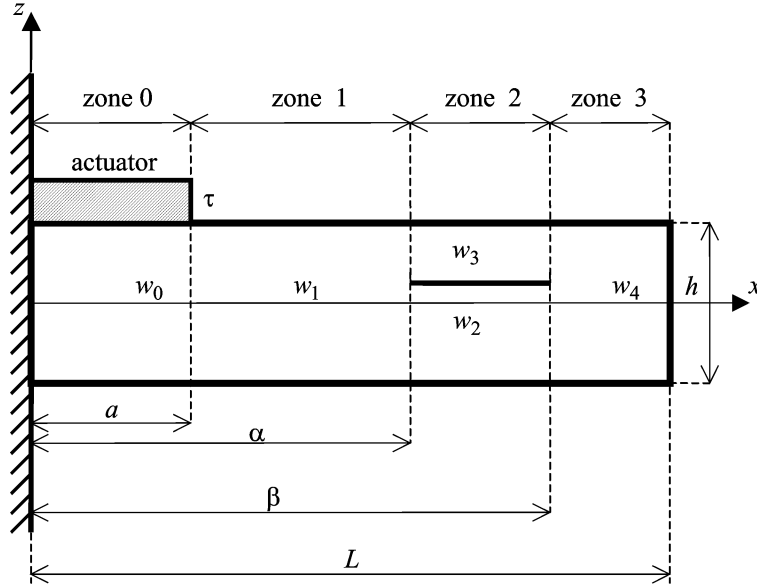 z
zone 0
zone 1
zone 2
zone 3
actuator
τ
w3
w0
w1
w4
h
x
w2
a
α
β
L